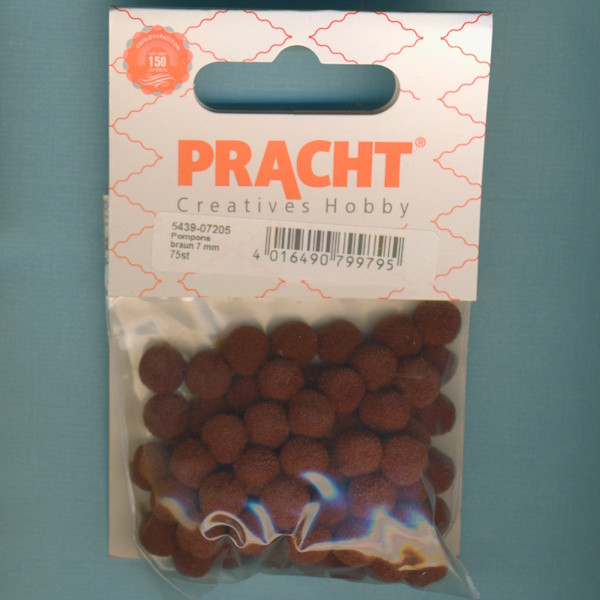 150
PRACHT®
Creatives Hobby
5439-07205
Pompons
braun 7 mm
75st
4 016490 799795